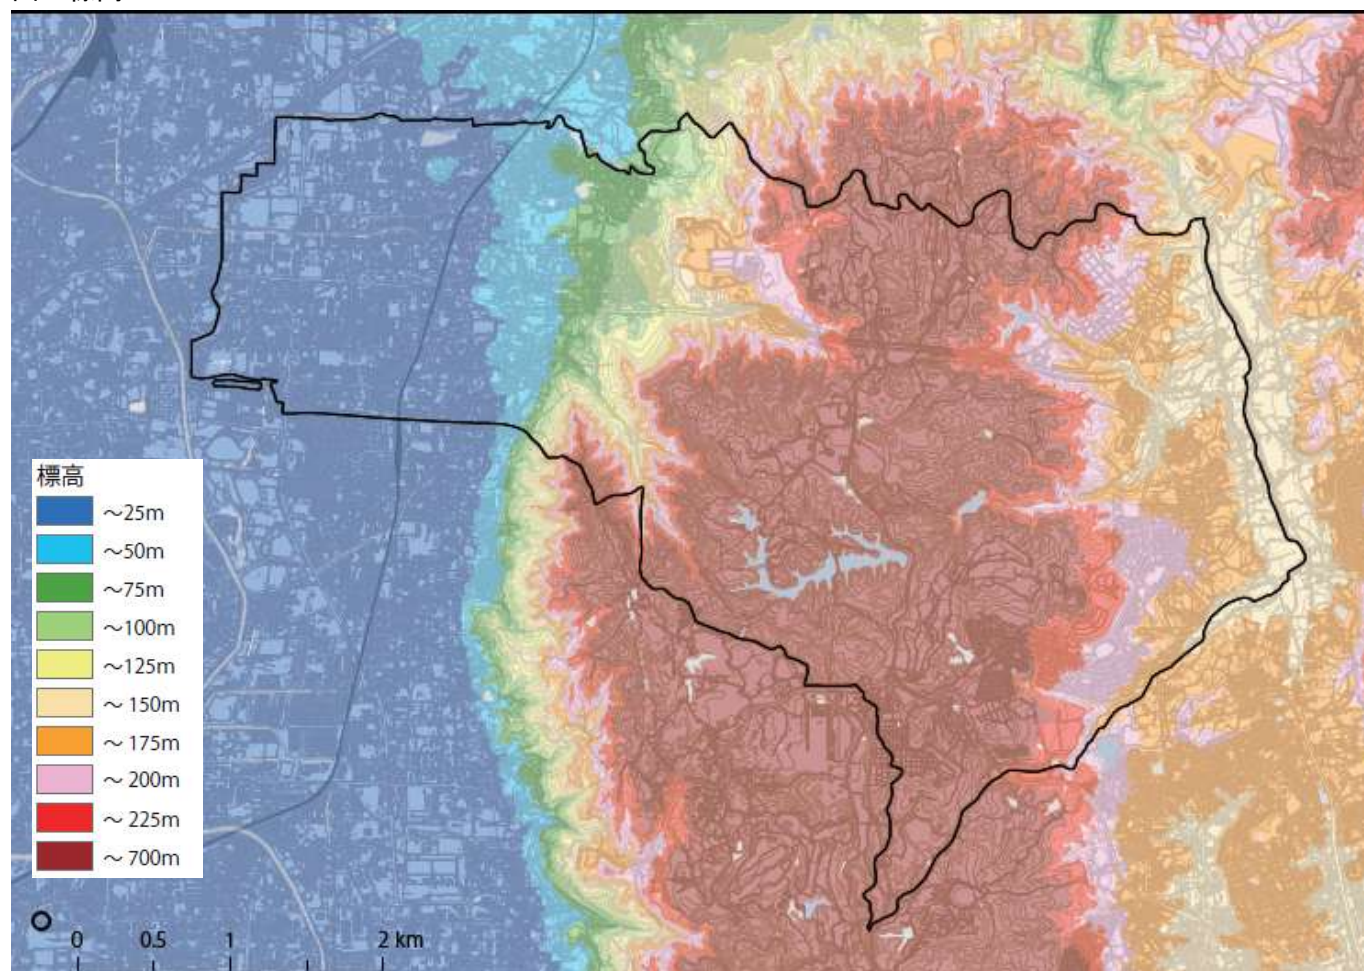 標高
～25m
～50m
～75m
～100m
～125m
～ 150m
～ 175m
～ 200m
～ 225m
～ 700m
0 0.5 1 2 km